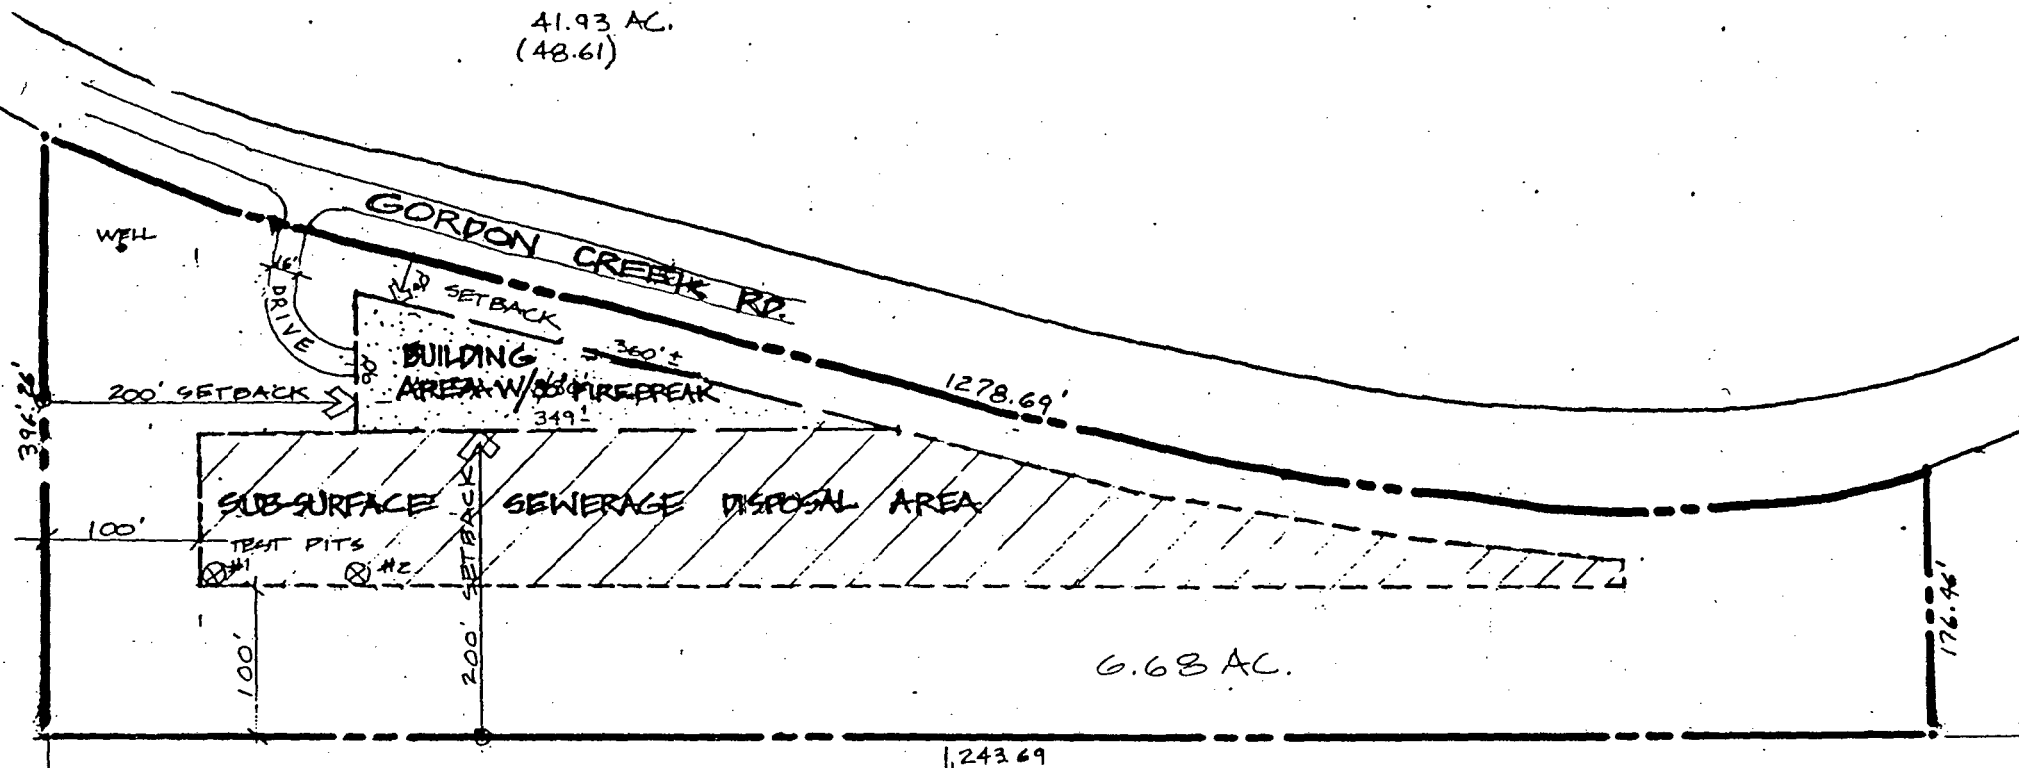 41.93 AC.
(48.61)
GORDON CREEK RD.
WELL
16'
DRIVE
30' SETBACK
360' ±
BUILDING
AREA W/ FIREBREAK
349' ±
90'
200' SETBACK
1278.69'
396.26'
SUB-SURFACE SEWERAGE DISPOSAL AREA
100'
TEST PITS
#1 #2
200' SETBACK
100'
6.68 AC.
176.46'
1,243.69